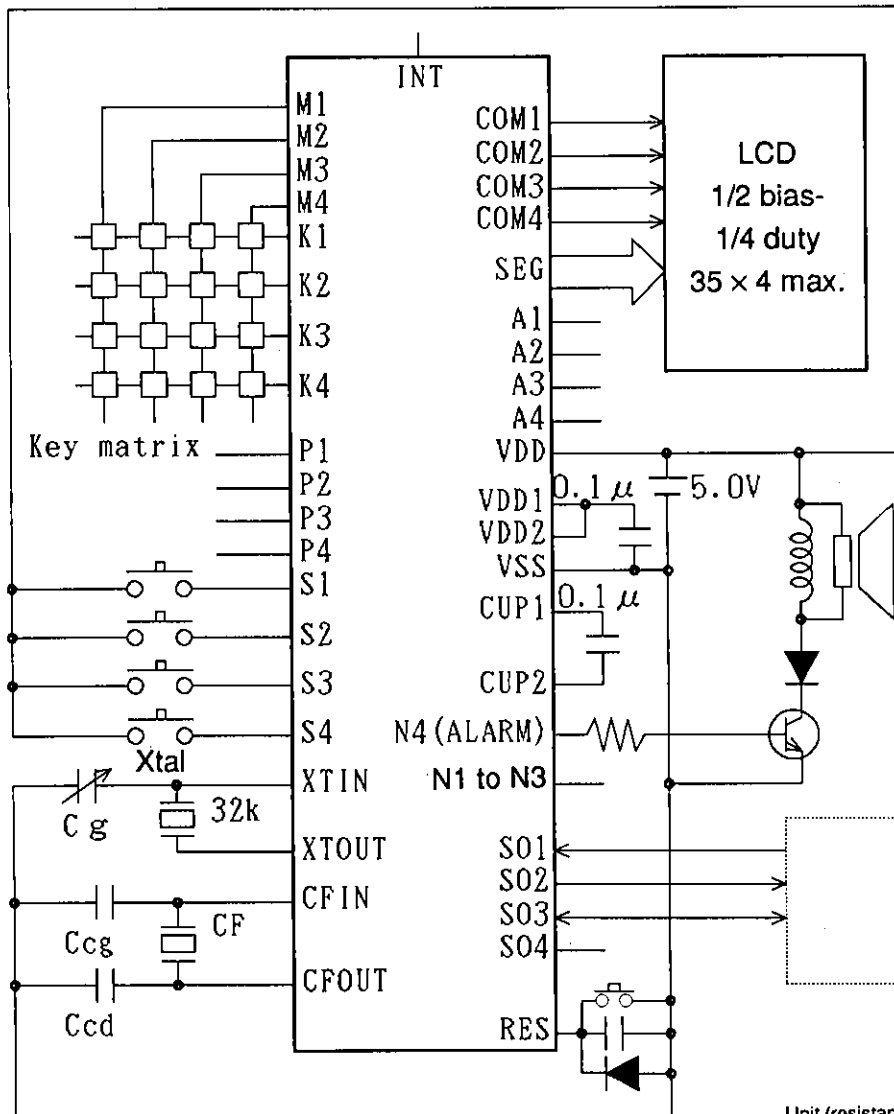 INT
M1
M2
M3
M4
K1
K2
K3
K4
Key matrix
P1
P2
P3
P4
S1
S2
S3
S4
Xtal
XTIN
Cg
32k
XTOUT
CFIN
Ccg
CF
CFOUT
Ccd
COM1
COM2
COM3
COM4
SEG
A1
A2
A3
A4
VDD
VDD1
VDD2
VSS
CUP1
CUP2
N4(ALARM)
N1 to N3
SO1
SO2
SO3
SO4
RES
LCD
1/2 bias-
1/4 duty
35 × 4 max.
0.1 μ
5.0V
0.1 μ